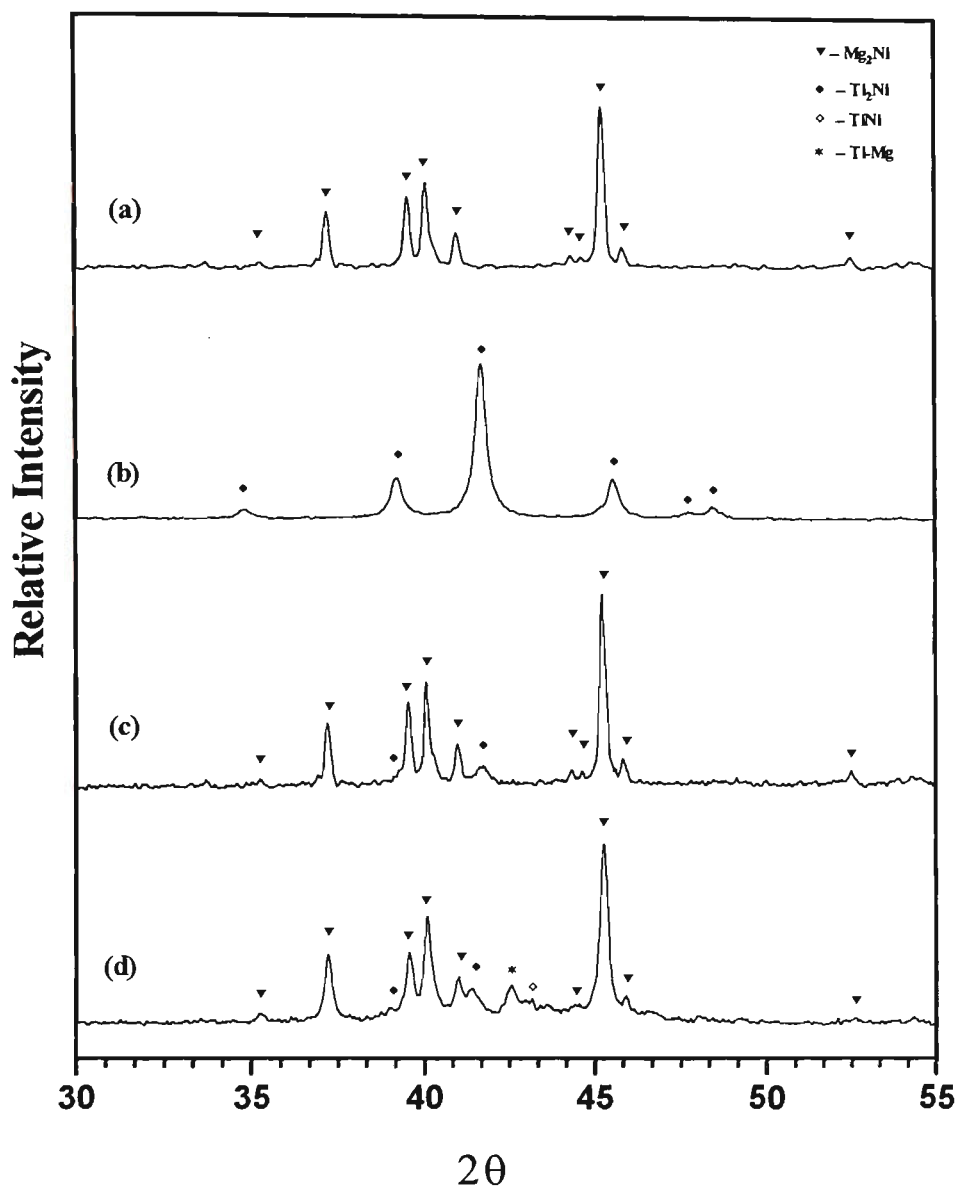 ▼ – Mg₂Ni
◆ – Ti₂Ni
◇ – TiNi
* – Ti-Mg
(a)
(b)
(c)
(d)
Relative Intensity
30 35 40 45 50 55
2θ